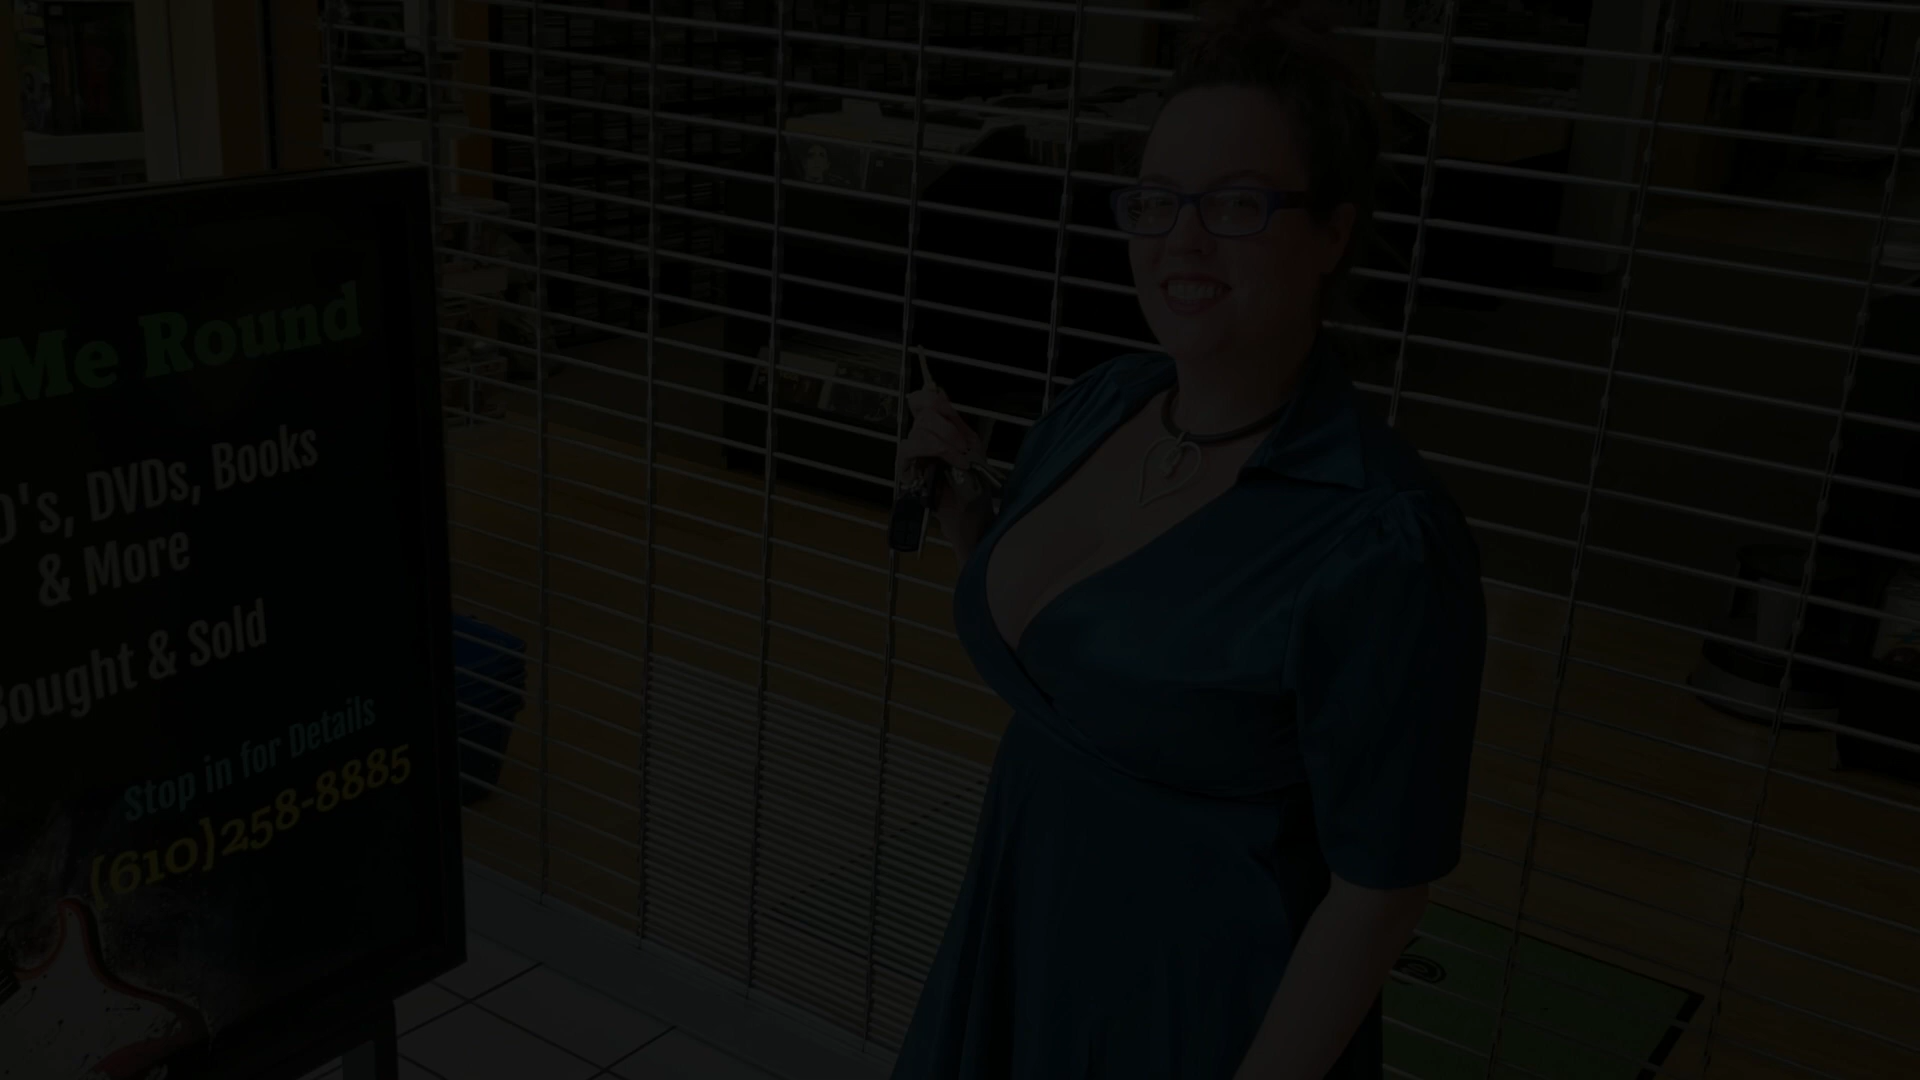 Me Round
's, DVDs, Books
& More
Bought & Sold
Stop in for Details
(610)258-8885